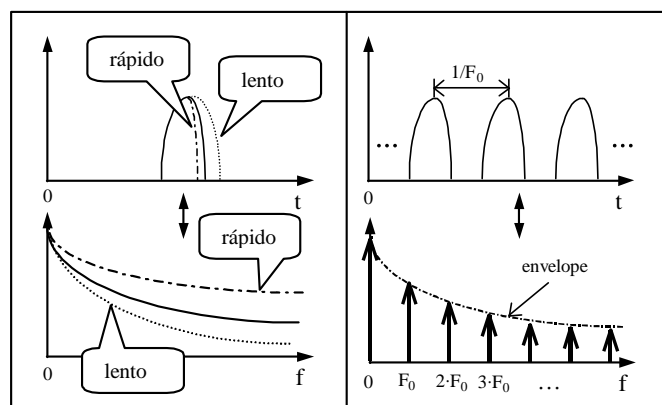 rápido
lento
0
t
rápido
lento
0
f
1/F₀
...
...
0
t
envelope
0
F₀
2·F₀
3·F₀
...
f